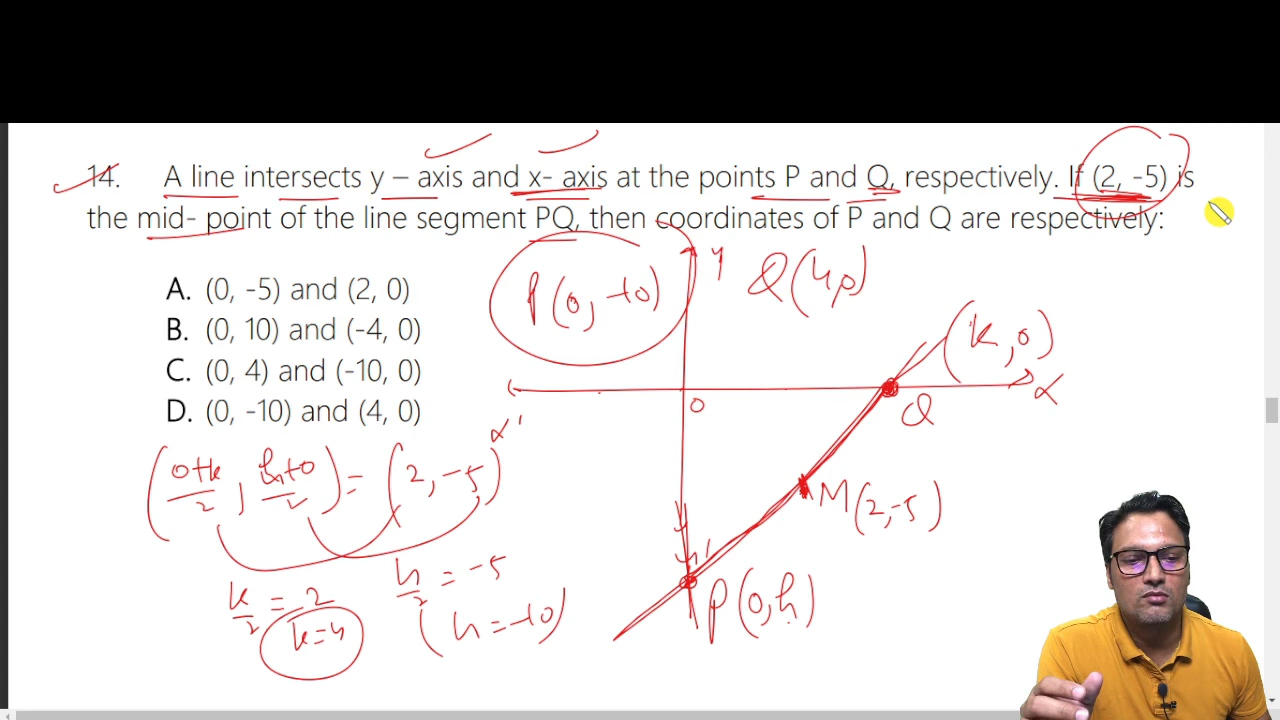 14. A line intersects y – axis and x- axis at the points P and Q, respectively. If (2, -5) is
the mid- point of the line segment PQ, then coordinates of P and Q are respectively:
A. (0, -5) and (2, 0)
B. (0, 10) and (-4, 0)
C. (0, 4) and (-10, 0)
D. (0, -10) and (4, 0)
P(0, -10)
y
Q(4,0)
(k,0)
x
O
Q
x'
(0+k/2, h+0/2) = (2, -5)
M(2,-5)
y'
P(0,h)
k/2 = 2
h/2 = -5
k=4
(h=-10)